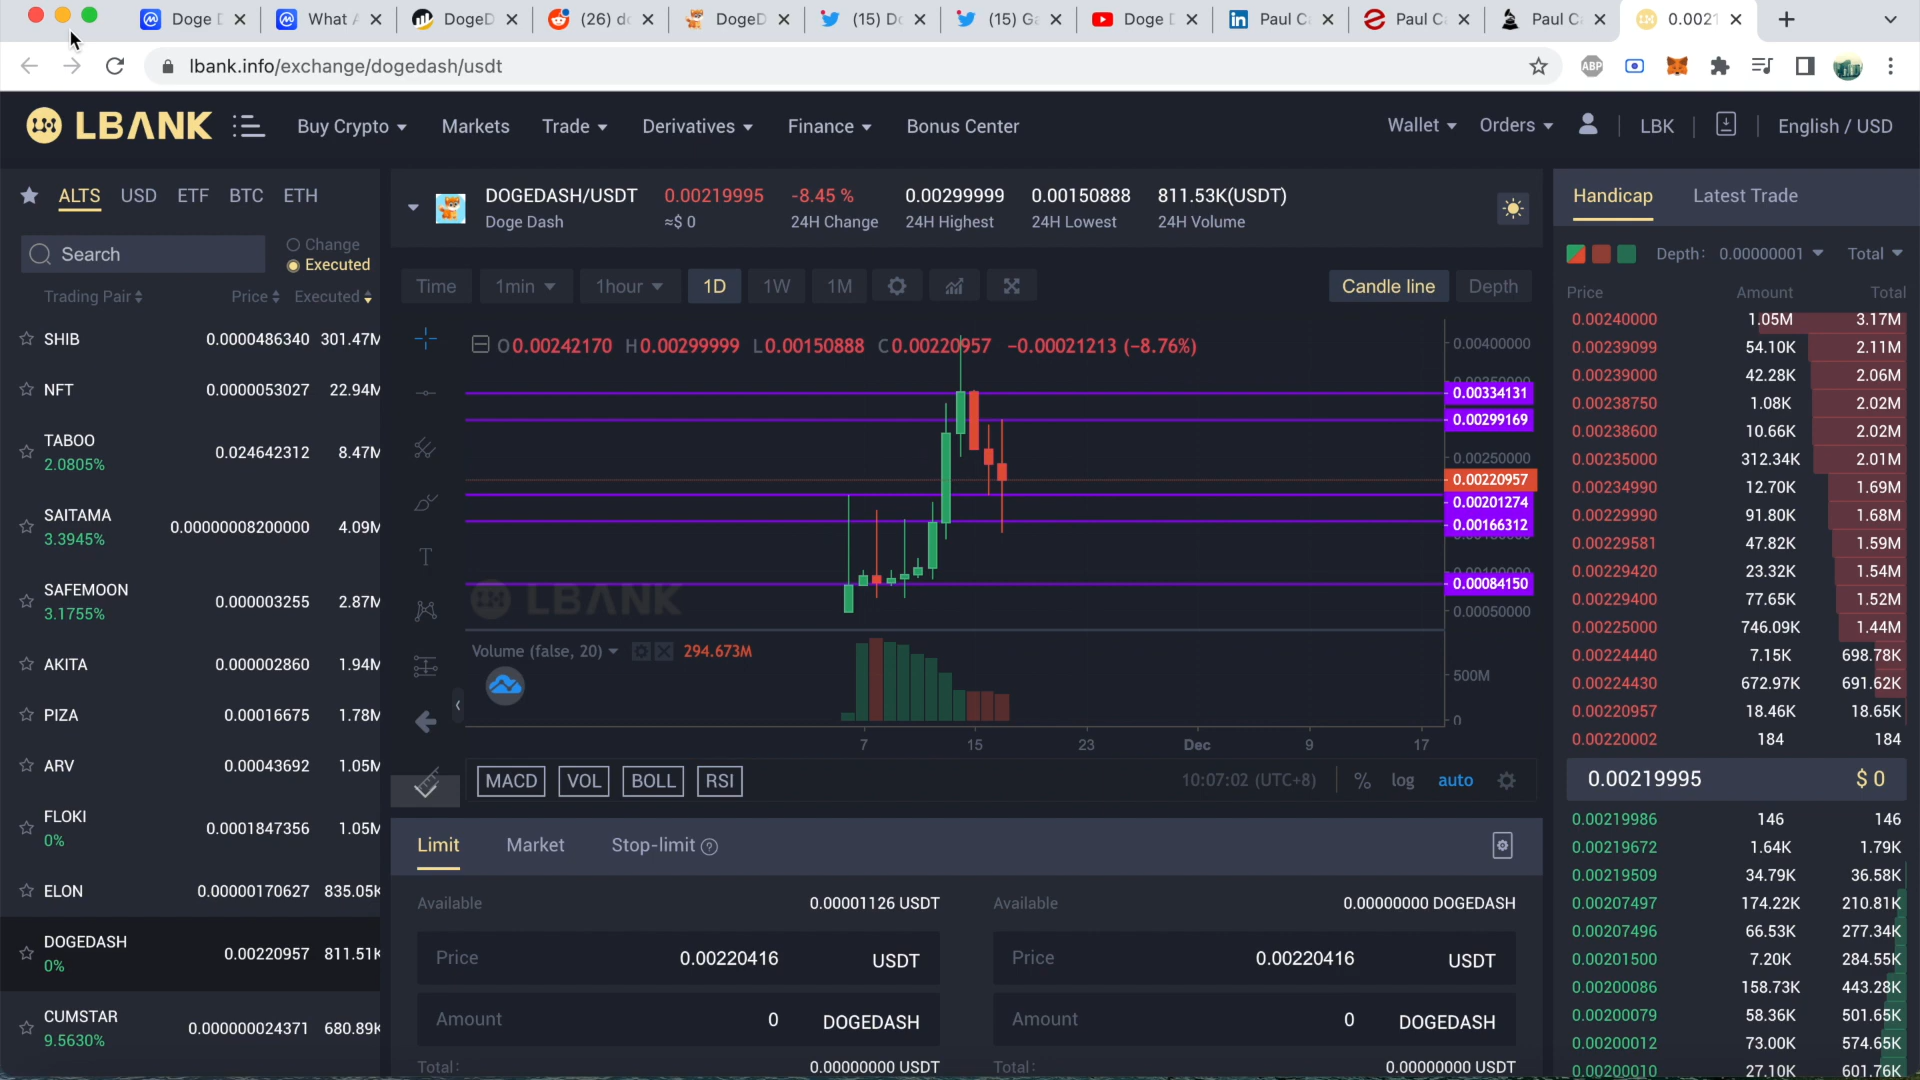 Doge D
What A
DogeD
(26) do
DogeD
(15) Do
(15) Ga
Doge D
Paul Ca
Paul Ca
Paul Ca
0.0021
lbank.info/exchange/dogedash/usdt
ABP
LBANK
Buy Crypto
Markets
Trade
Derivatives
Finance
Bonus Center
Wallet
Orders
LBK
English / USD
ALTS USD ETF BTC ETH
Search
Change
Executed
Trading Pair Price Executed
SHIB 0.0000486340 301.47M
NFT 0.0000053027 22.94M
TABOO 0.024642312 8.47M
2.0805%
SAITAMA 0.00000008200000 4.09M
3.3945%
SAFEMOON 0.000003255 2.87M
3.1755%
AKITA 0.000002860 1.94M
PIZA 0.00016675 1.78M
ARV 0.00043692 1.05M
FLOKI 0.0001847356 1.05M
0%
ELON 0.00000170627 835.05K
DOGEDASH 0.00220957 811.51K
0%
CUMSTAR 0.000000024371 680.89K
9.5630%
DOGEDASH/USDT 0.00219995 -8.45 % 0.00299999 0.00150888 811.53K(USDT)
Doge Dash ≈$ 0 24H Change 24H Highest 24H Lowest 24H Volume
Time 1min 1hour 1D 1W 1M
Candle line Depth
O0.00242170 H0.00299999 L0.00150888 C0.00220957 −0.00021213 (−8.76%)
0.00400000
0.00334131
0.00299169
0.00250000
0.00220957
0.00201274
0.00166312
0.00084150
0.00050000
LBANK
Volume (false, 20) 294.673M
500M
0
7 15 23 Dec 9 17
MACD VOL BOLL RSI
10:07:02 (UTC+8) % log auto
Limit Market Stop-limit
Available 0.00001126 USDT
Price 0.00220416 USDT
Amount 0 DOGEDASH
Total: 0.00000000 USDT
Available 0.00000000 DOGEDASH
Price 0.00220416 USDT
Amount 0 DOGEDASH
Total: 0.00000000 USDT
Handicap Latest Trade
Depth: 0.00000001 Total
Price Amount Total
0.00240000 1.05M 3.17M
0.00239099 54.10K 2.11M
0.00239000 42.28K 2.06M
0.00238750 1.08K 2.02M
0.00238600 10.66K 2.02M
0.00235000 312.34K 2.01M
0.00234990 12.70K 1.69M
0.00229990 91.80K 1.68M
0.00229581 47.82K 1.59M
0.00229420 23.32K 1.54M
0.00229400 77.65K 1.52M
0.00225000 746.09K 1.44M
0.00224440 7.15K 698.78K
0.00224430 672.97K 691.62K
0.00220957 18.46K 18.65K
0.00220002 184 184
0.00219995 $ 0
0.00219986 146 146
0.00219672 1.64K 1.79K
0.00219509 34.79K 36.58K
0.00207497 174.22K 210.81K
0.00207496 66.53K 277.34K
0.00201500 7.20K 284.55K
0.00200086 158.73K 443.28K
0.00200079 58.36K 501.65K
0.00200012 73.00K 574.65K
0.00200010 27.10K 601.76K